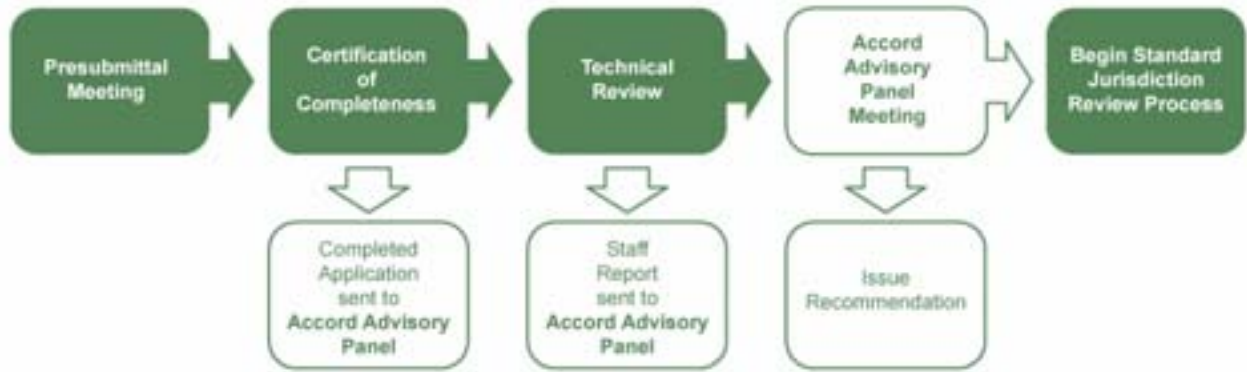 Presubmittal
Meeting
Certification
of
Completeness
Technical
Review
Accord
Advisory
Panel
Meeting
Begin Standard
Jurisdiction
Review Process
Completed
Application
sent to
Accord Advisory
Panel
Staff
Report
sent to
Accord Advisory
Panel
Issue
Recommendation